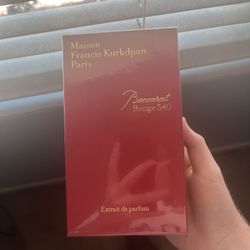 Maison
Francis Kurkdjian
Paris
Baccarat
Rouge 540
Extrait de parfum